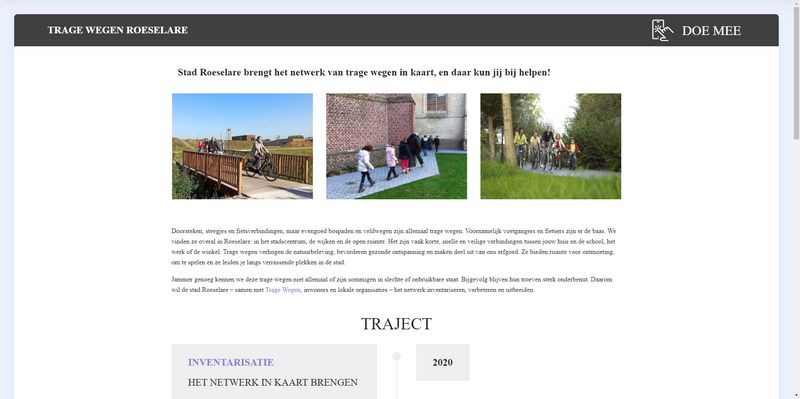 TRAGE WEGEN ROESELARE
DOE MEE
Stad Roeselare brengt het netwerk van trage wegen in kaart, en daar kun jij bij helpen!
Doorsteken, steegjes en fietsverbindingen, maar evengoed bospaden en veldwegen zijn allemaal trage wegen. Voornamelijk voetgangers en fietsers zijn er de baas. We
vinden ze overal in Roeselare: in het stadscentrum, de wijken en de open ruimte. Het zijn vaak korte, snelle en veilige verbindingen tussen jouw huis en de school, het
werk of de winkel. Trage wegen verhogen de natuurbeleving, bevorderen gezonde ontspanning en maken deel uit van ons erfgoed. Ze bieden ruimte voor ontmoeting,
om te spelen en ze leiden je langs verrassende plekken in de stad.
Jammer genoeg kennen we deze trage wegen niet allemaal of zijn sommigen in slechte of onbruikbare staat. Bijgevolg blijven hun troeven sterk onderbenut. Daarom
wil de stad Roeselare – samen met Trage Wegen, inwoners en lokale organisaties – het netwerk inventariseren, verbeteren en uitbreiden.
TRAJECT
INVENTARISATIE
2020
HET NETWERK IN KAART BRENGEN